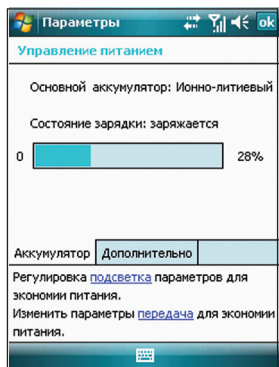 Параметры ok
Управление питанием
Основной аккумулятор: Ионно-литиевый
Состояние зарядки: заряжается
0 28%
Аккумулятор Дополнительно
Регулировка подсветка параметров для
экономии питания.
Изменить параметры передача для экономии
питания.